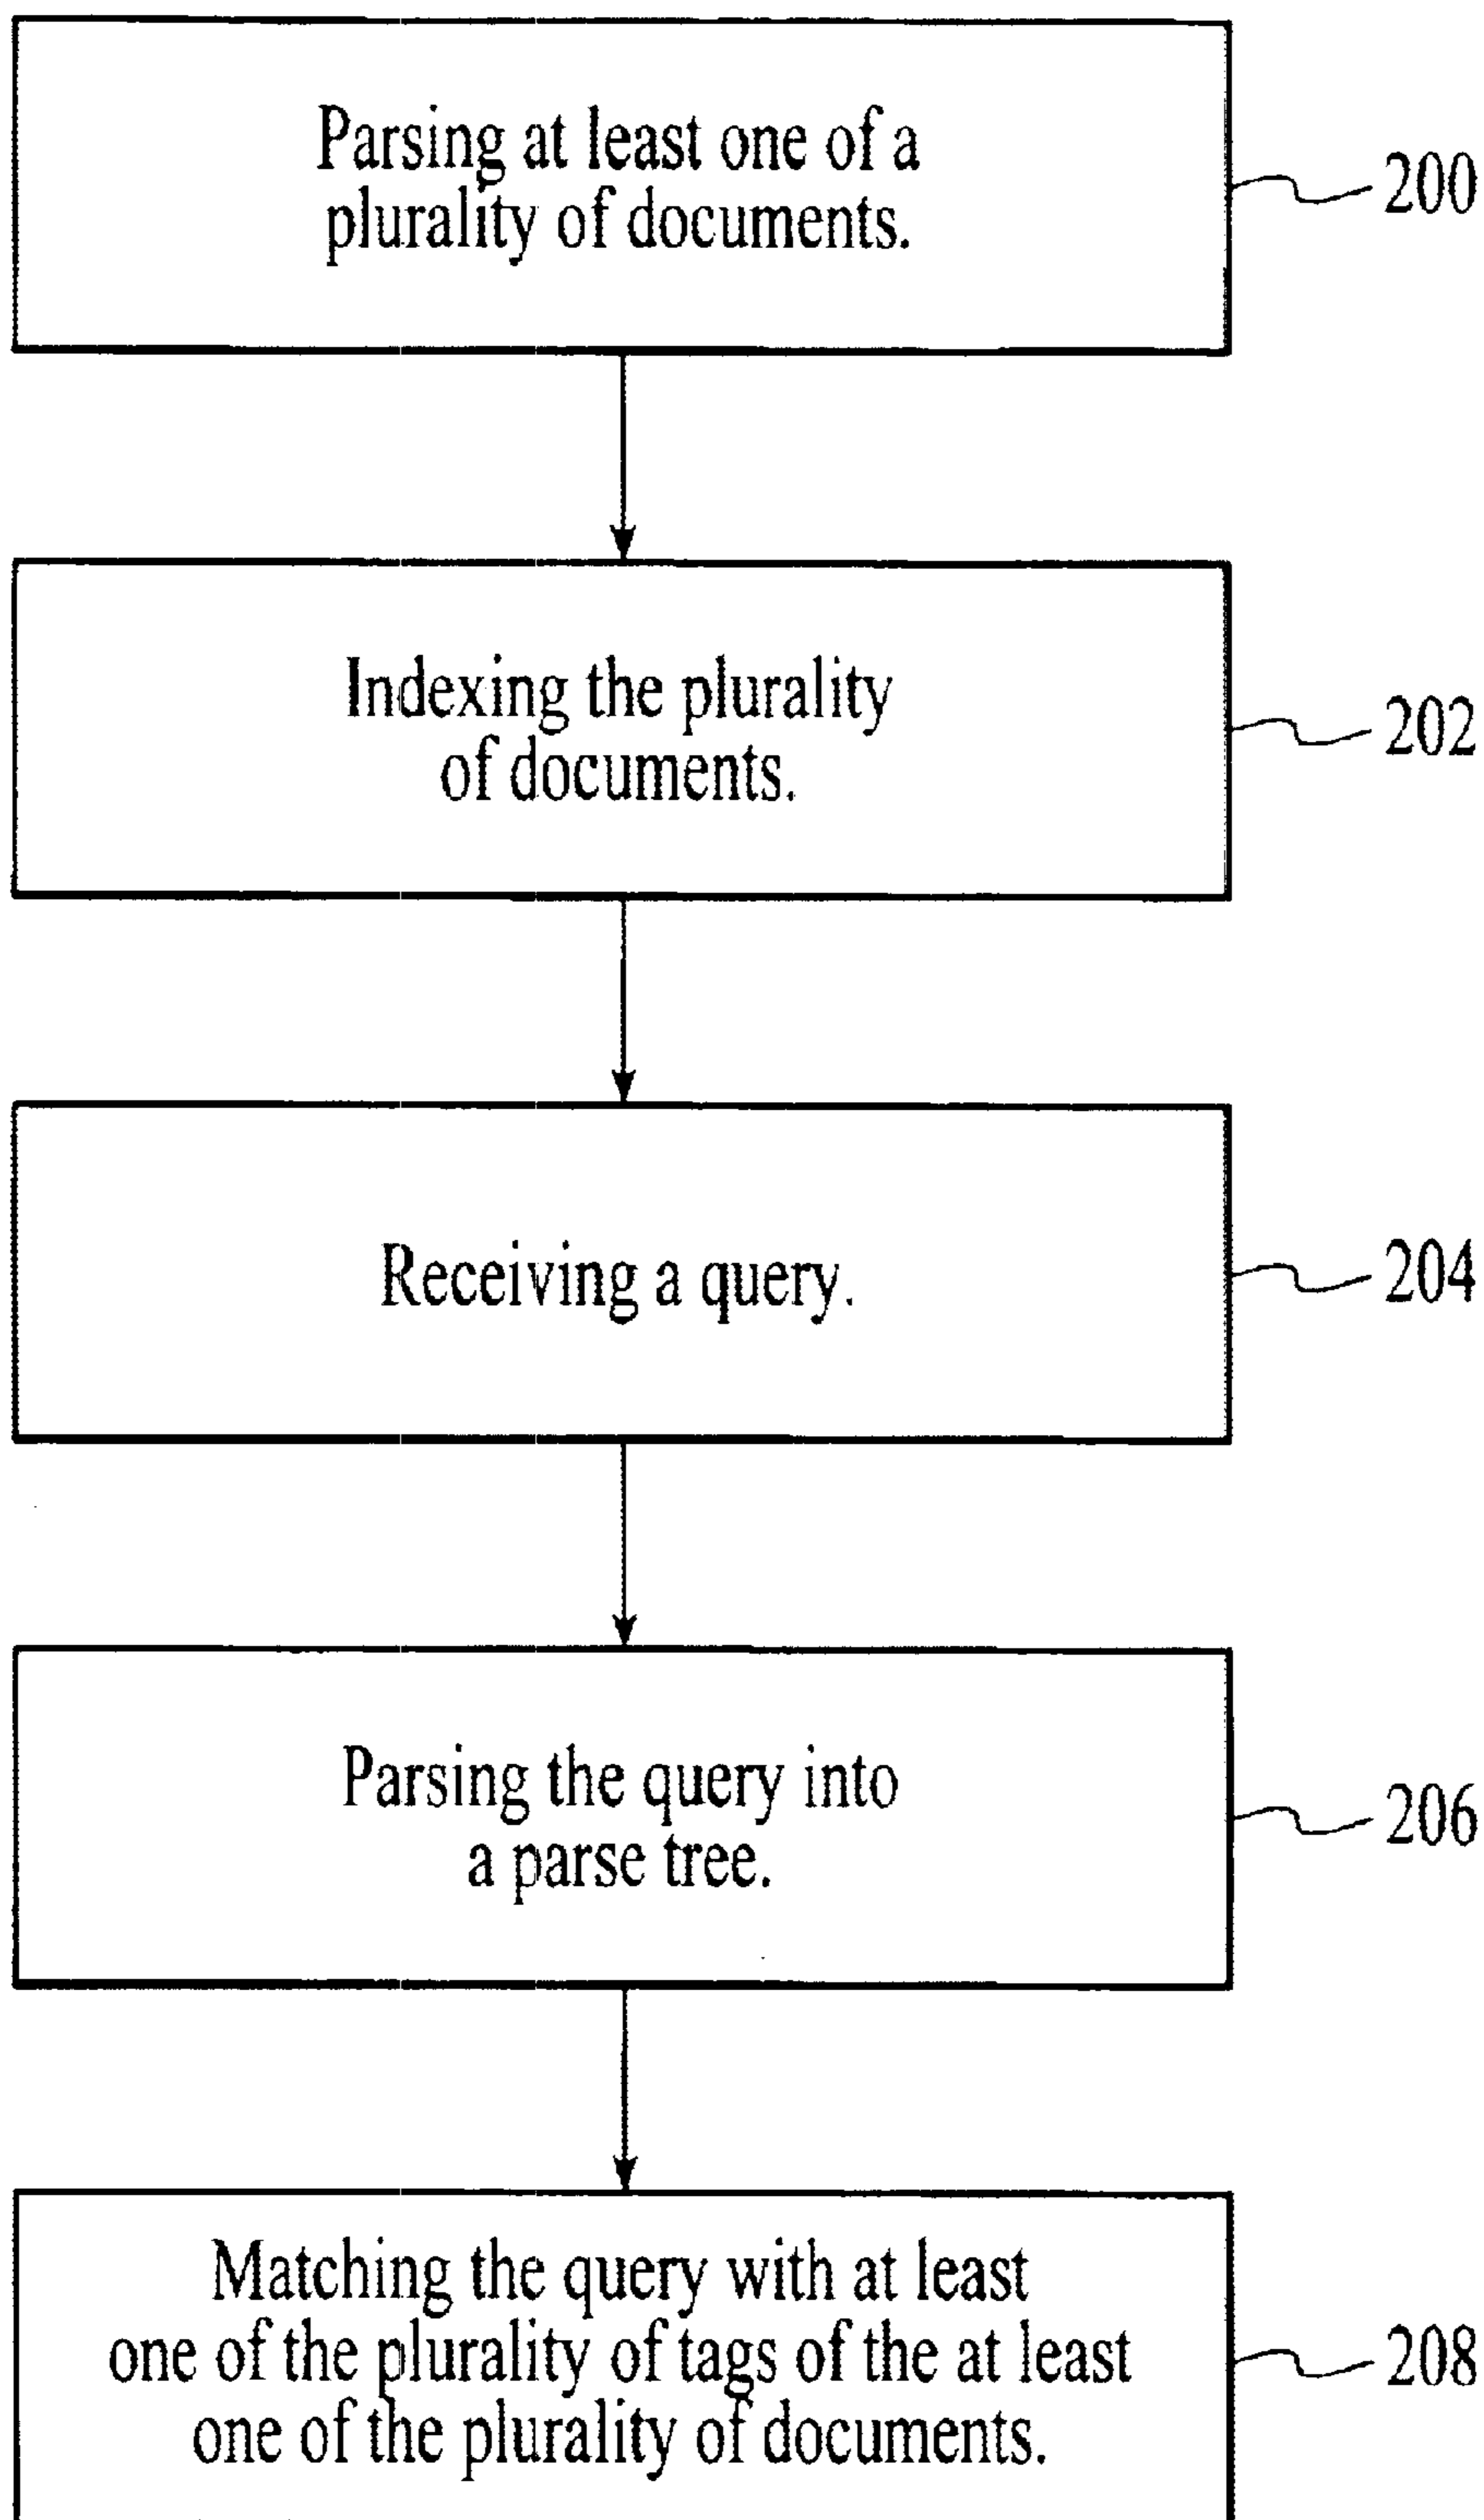 Parsing at least one of a
plurality of documents.
200
Indexing the plurality
of documents.
202
Receiving a query.
204
Parsing the query into
a parse tree.
206
Matching the query with at least
one of the plurality of tags of the at least
one of the plurality of documents.
208